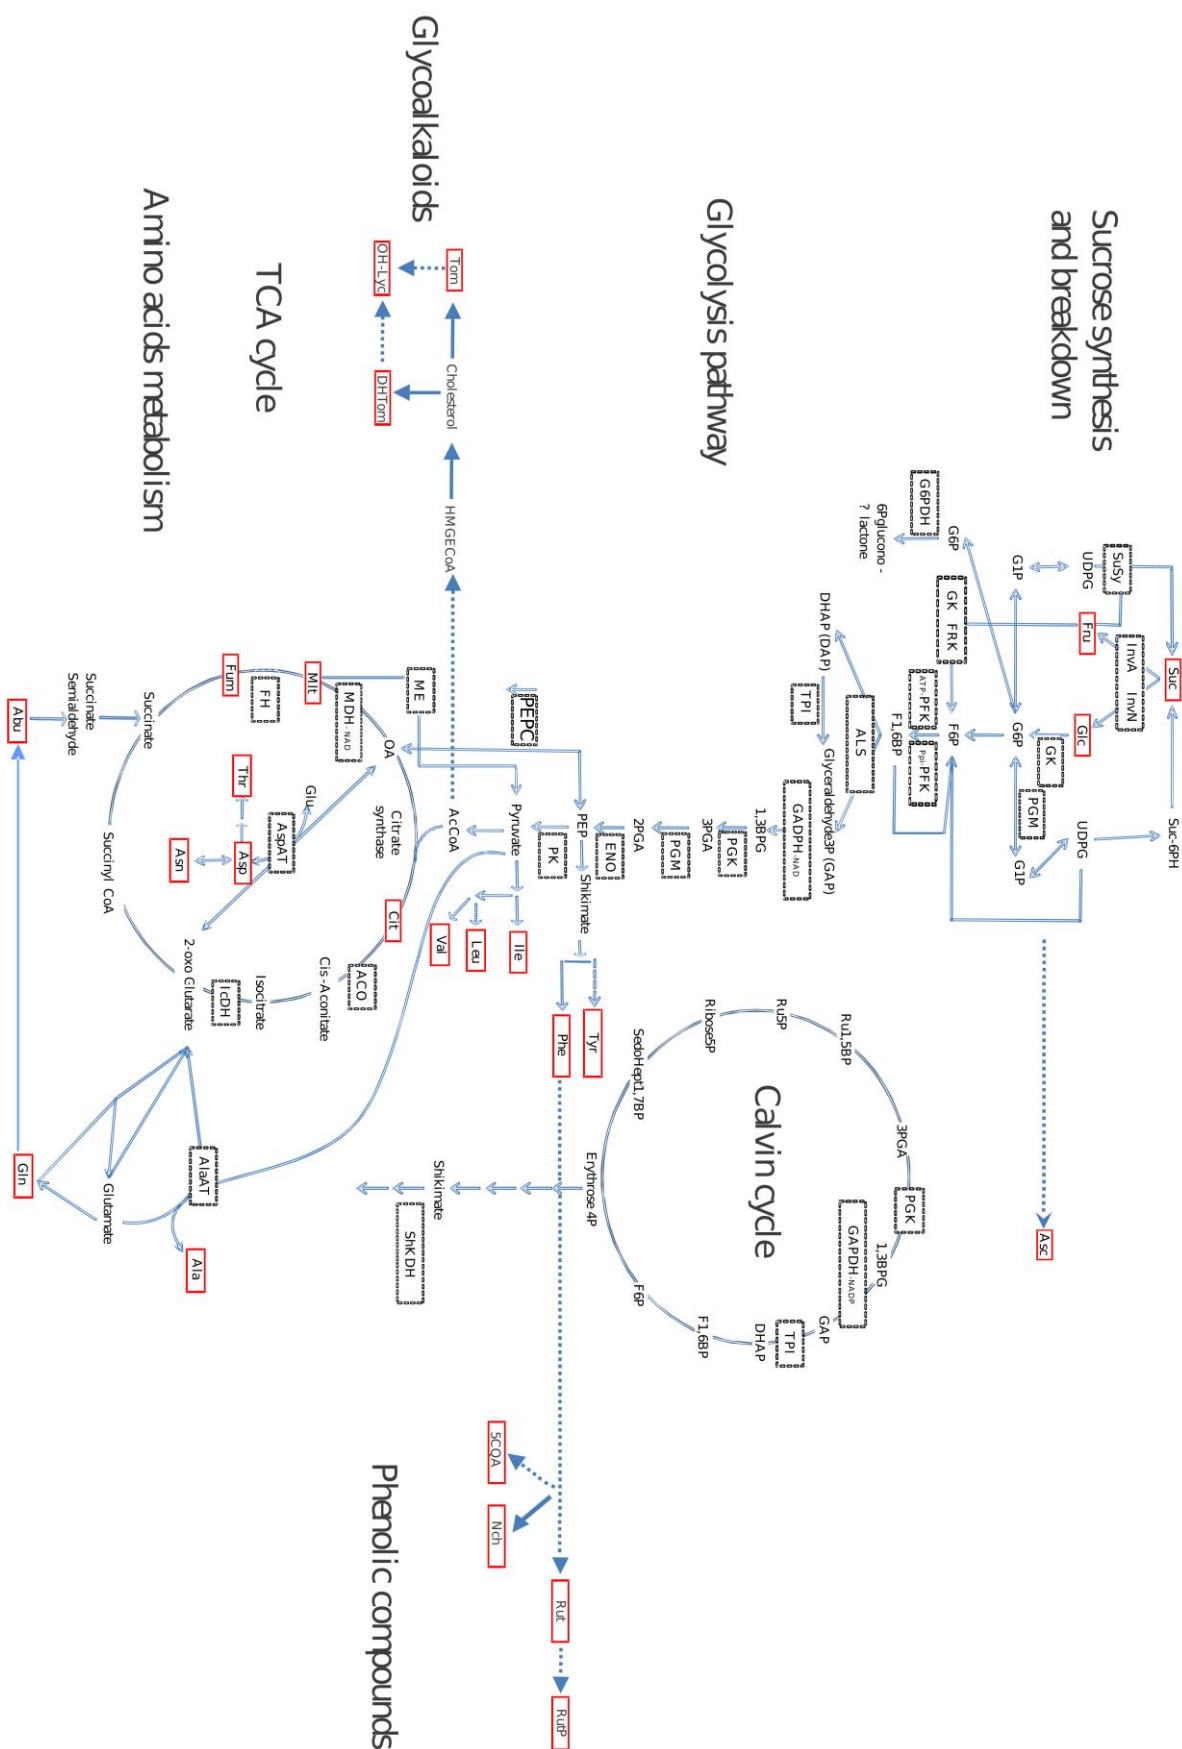 Sucrose synthesis
and breakdown
Suc
Suc-6PH
SuSy
InvA InvN
UDPG
Fru
Glc
UDPG
G1P
G6P
GK
PGM
G1P
G6P
G6PDH
6Pglucono -
? lactone
GK FRK
F6P
ATP-PFK
Ppi-PFK
F1,6BP
ALS
DHAP (DAP)
TPI
Glyceraldehyde3P (GAP)
GADPH-NAD
1,3BPG
PGK
3PGA
PGM
2PGA
ENO
PEP
Shikimate
PK
Pyruvate
AcCoA
PEPC
ME
Glycolysis pathway
Asc
Calvin cycle
3PGA
PGK
1,3BPG
GAPDH-NADP
GAP
TPI
DHAP
F1,6BP
F6P
Erythrose 4P
SedoHept1,7BP
Ribose5P
Ru5P
Ru1,5BP
Tyr
Phe
Ile
Leu
Val
Shikimate
ShKDH
Rut
RutP
5CQA
Nch
Phenolic compounds
Glycoalkaloids
Tom
OH-Lyc
DHTom
Cholesterol
HMGECoA
TCA cycle
OA
MDH-NAD
Mlt
FH
Fum
Citrate
synthase
Cit
ACO
Cis-Aconitate
Isocitrate
IcDH
2-oxo Glutarate
Succinyl CoA
Succinate
Glu
AspAT
Thr
Asp
Asn
Amino acids metabolism
Succinate
Semialdehyde
Abu
AlaAT
Ala
Glutamate
Gln